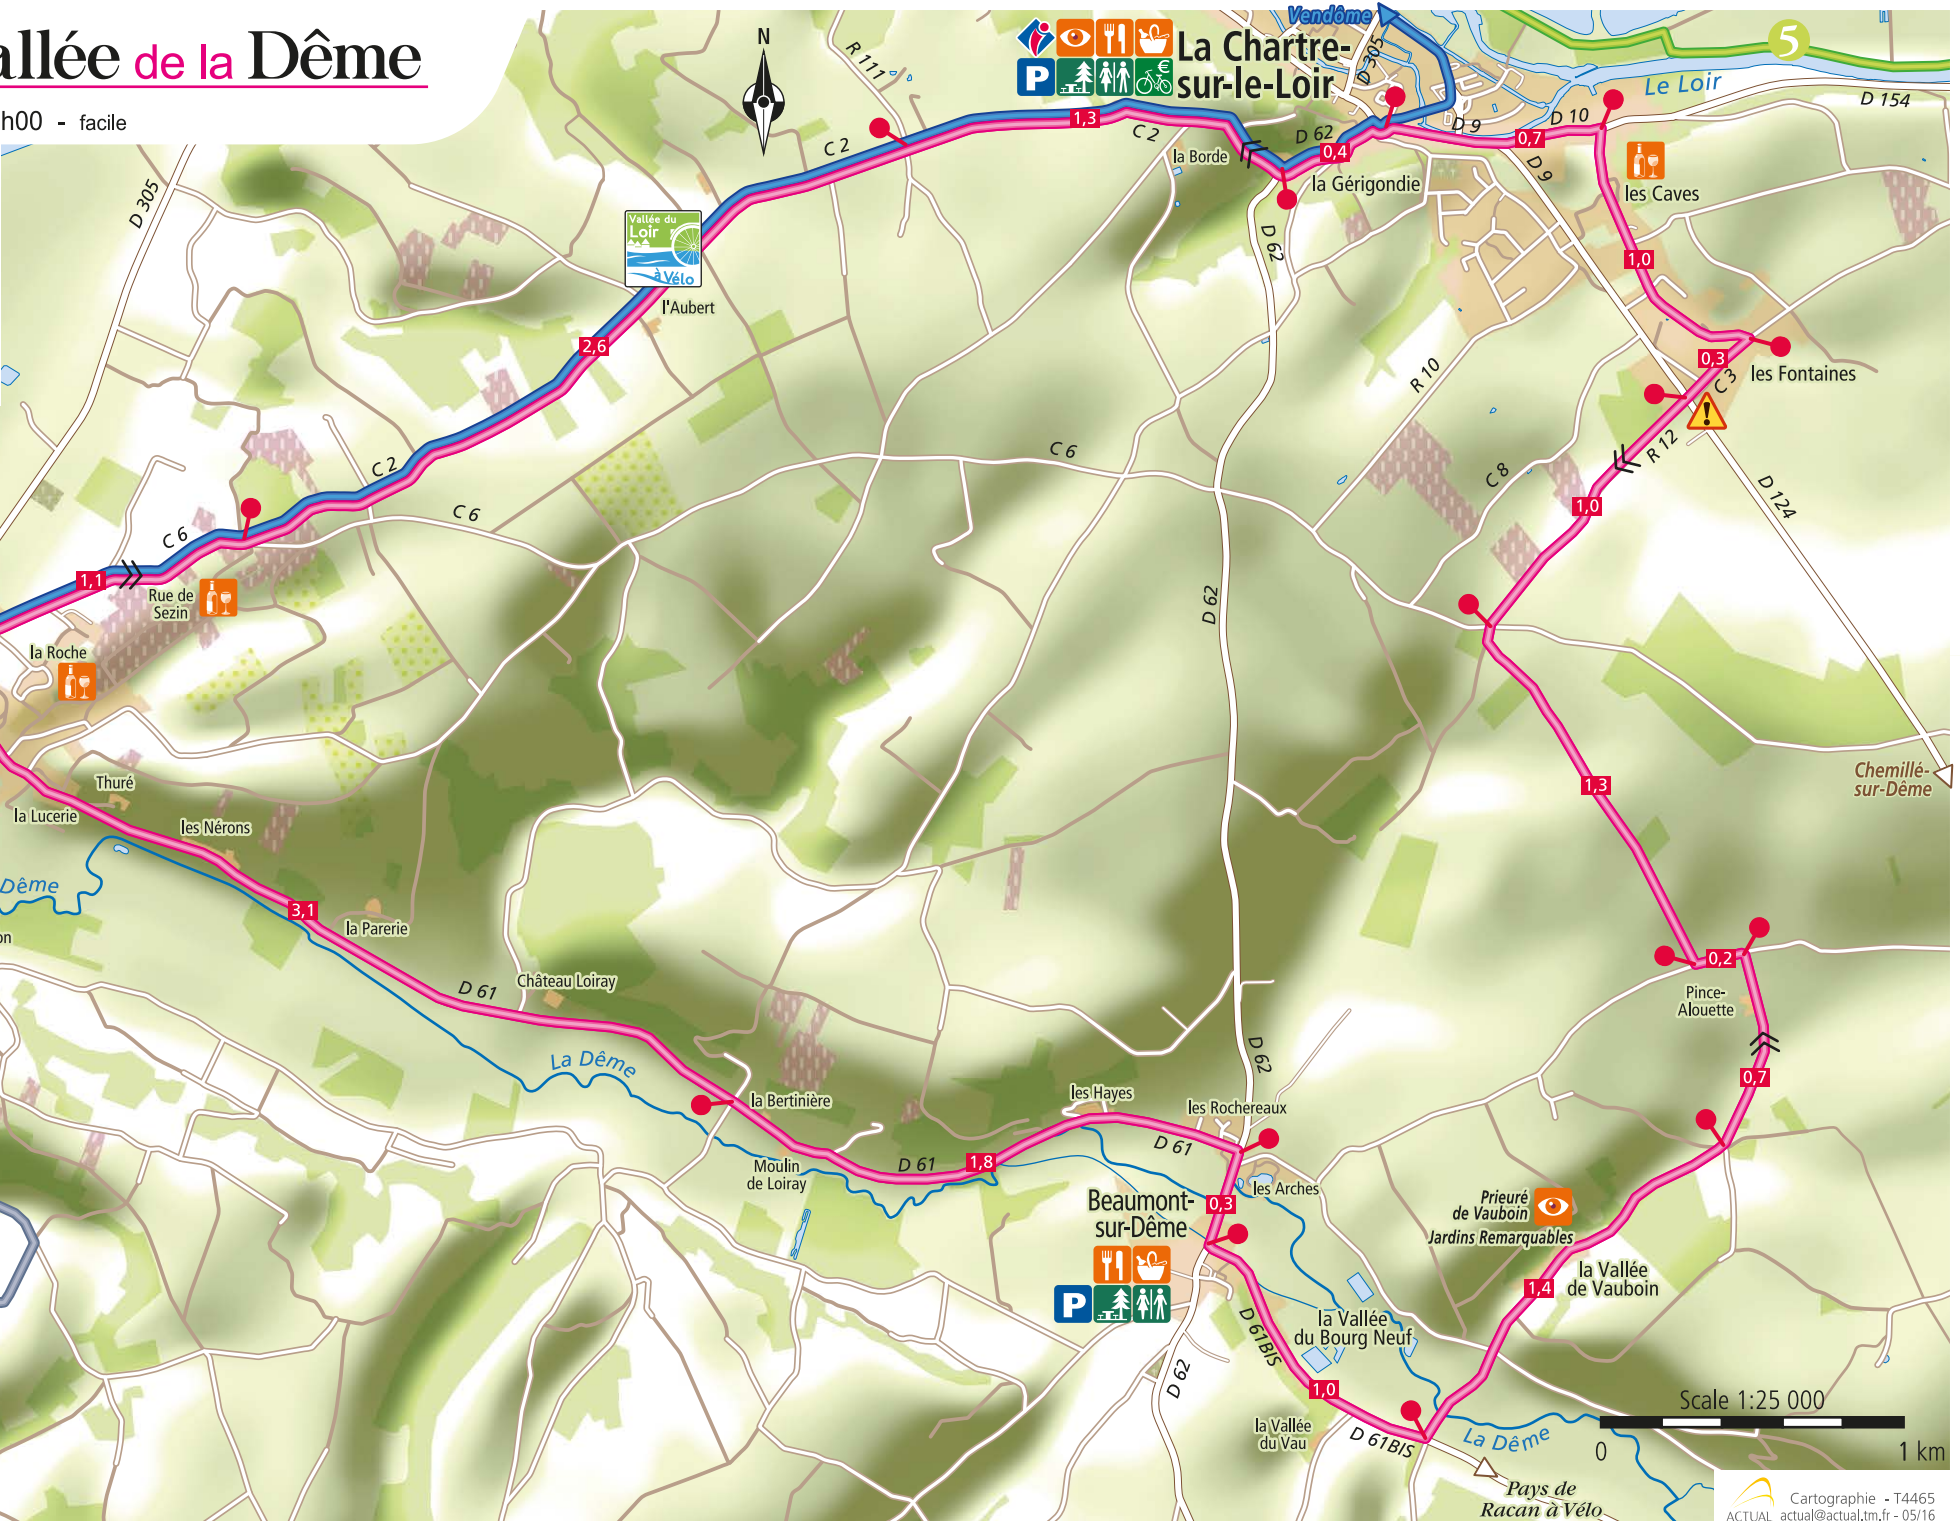 allée de la Dême
h00 - facile
N
R 111
Vendôme
La Chartre-
sur-le-Loir
D 305
5
Le Loir
D 154
P
€
1,3
C 2
C 2
la Borde
D 62
0,4
D 9
0,7
D 10
la Gérigondie
D 9
les Caves
D 305
Vallée du
Loir
à Vélo
l'Aubert
D 62
1,0
2,6
0,3
C 3
les Fontaines
R 10
R 12
C 6
C 8
D 124
C 2
C 6
C 6
1,0
1,1
Rue de
Sezin
D 62
la Roche
Thuré
la Lucerie
les Nérons
1,3
Chemillé-
sur-Dême
Dême
3,1
la Parerie
on
D 61
Château Loiray
0,2
Pince-
Alouette
La Dême
D 62
la Bertinière
les Hayes
les Rochereaux
0,7
D 61
Moulin
de Loiray
D 61
1,8
les Arches
Beaumont-
sur-Dême
0,3
Prieuré
de Vauboin
Jardins Remarquables
P
la Vallée
de Vauboin
1,4
la Vallée
du Bourg Neuf
D 61BIS
D 62
1,0
la Vallée
du Vau
D 61BIS
La Dême
Scale 1:25 000
0
1 km
Pays de
Racan à Vélo
ACTUAL
Cartographie - T4465
actual@actual.tm.fr - 05/16